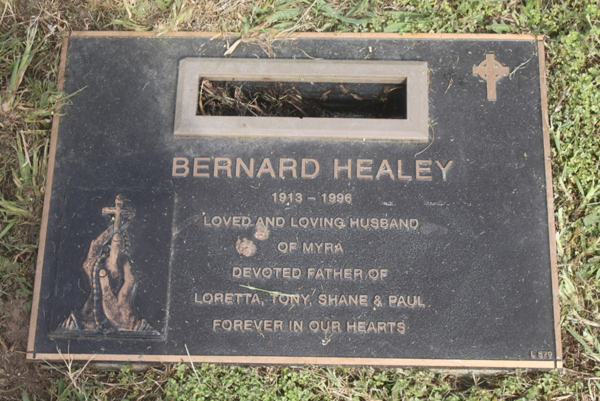 BERNARD HEALEY
1913 - 1996
LOVED AND LOVING HUSBAND
OF MYRA
DEVOTED FATHER OF
LORETTA, TONY, SHANE & PAUL
FOREVER IN OUR HEARTS